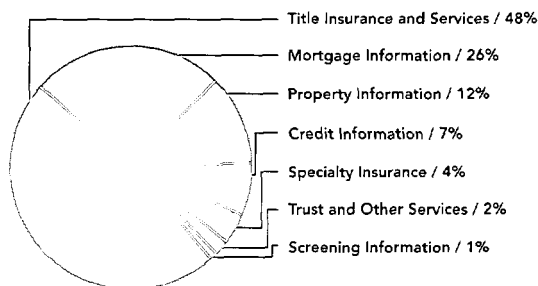 Title Insurance and Services / 48%
Mortgage Information / 26%
Property Information / 12%
Credit Information / 7%
Specialty Insurance / 4%
Trust and Other Services / 2%
Screening Information / 1%